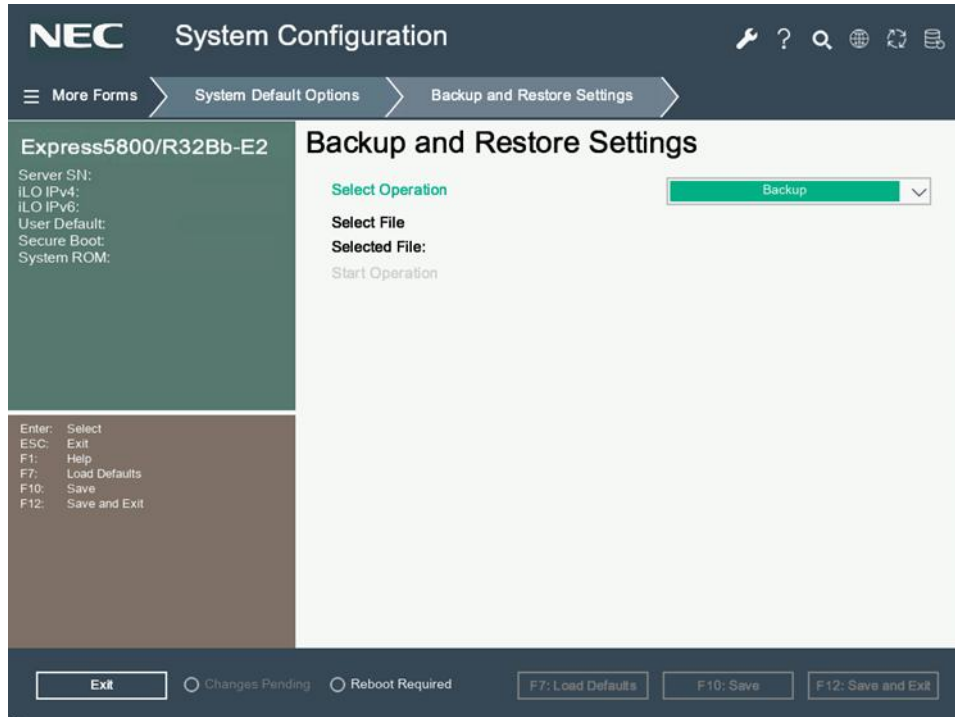 NEC System Configuration ?
More Forms System Default Options Backup and Restore Settings
Express5800/R32Bb-E2
Server SN:
iLO IPv4:
iLO IPv6:
User Default:
Secure Boot:
System ROM:
Enter: Select
ESC: Exit
F1: Help
F7: Load Defaults
F10: Save
F12: Save and Exit
Backup and Restore Settings
Select Operation Backup
Select File
Selected File:
Start Operation
Exit Changes Pending Reboot Required F7: Load Defaults F10: Save F12: Save and Exit